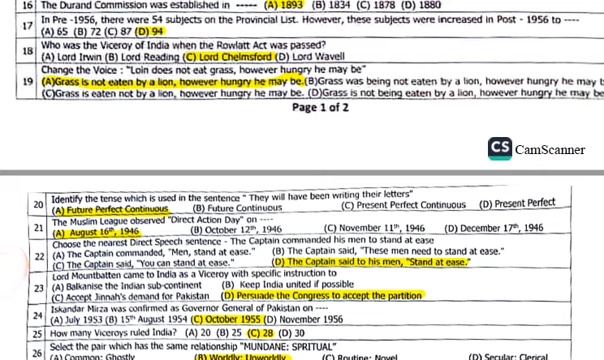 16 The Durand Commission was established in ----- (A) 1893 (B) 1834 (C) 1878 (D) 1880
17 In Pre -1956, there were 54 subjects on the Provincial List. However, these subjects were increased in Post - 1956 to ----
(A) 65 (B) 72 (C) 87 (D) 94
18 Who was the Viceroy of India when the Rowlatt Act was passed?
(A) Lord Irwin (B) Lord Reading (C) Lord Chelmsford (D) Lord Wavell
19 Change the Voice : "Loin does not eat grass, however hungry he may be"
(A)Grass is not eaten by a lion, however hungry he may be. (B)Grass was being not eaten by a lion, however hungry he may
(C)Grass is eaten not by a lion, however hungry he may be. (D)Grass is not being eaten by a lion, however hungry he may be
Page 1 of 2
CS CamScanner
20 Identify the tense which is used in the sentence " They will have been writing their letters"
(A) Future Perfect Continuous (B) Future Continuous (C) Present Perfect Continuous (D) Present Perfect
21 The Muslim League observed "Direct Action Day" on ----
(A) August 16th, 1946 (B) October 12th, 1946 (C) November 11th, 1946 (D) December 17th, 1946
22 Choose the nearest Direct Speech sentence - The Captain commanded his men to stand at ease
(A) The Captain commanded, "Men, stand at ease." (B) The Captain said, "These men need to stand at ease."
(C) The Captain said, "You can stand at ease." (D) The Captain said to his men, "Stand at ease."
23 Lord Mountbatten came to India as a Viceroy with specific instruction to
(A) Balkanise the Indian sub-continent (B) Keep India united if possible
(C) Accept Jinnah's demand for Pakistan (D) Persuade the Congress to accept the partition
24 Iskandar Mirza was confirmed as Governor General of Pakistan on ----
(A) July 1953 (B) 15th August 1954 (C) October 1955 (D) November 1956
25 How many Viceroys ruled India? (A) 20 (B) 25 (C) 28 (D) 30
26 Select the pair which has the same relationship "MUNDANE: SPRITUAL"
(A) Common: Ghostly (B) Worldly: Unworldly (C) Routine: Novel (D) Secular: Clerical